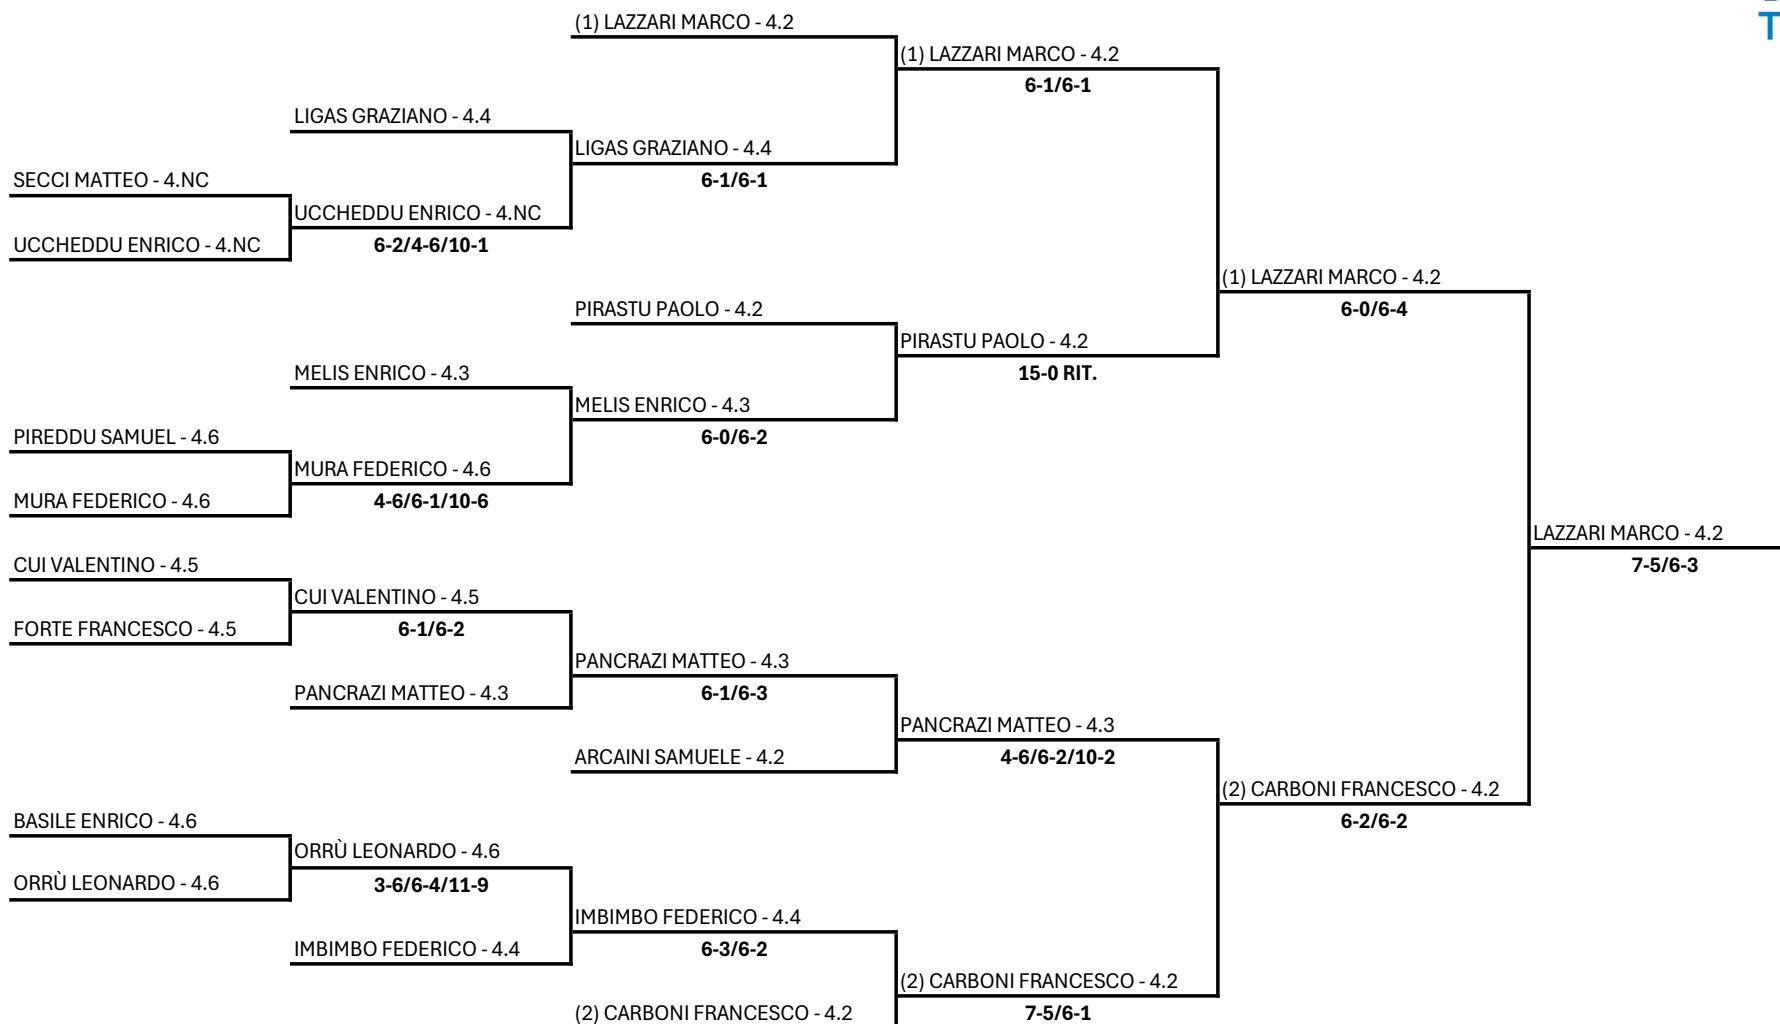 (1) LAZZARI MARCO - 4.2
T
(1) LAZZARI MARCO - 4.2
6-1/6-1
LIGAS GRAZIANO - 4.4
LIGAS GRAZIANO - 4.4
6-1/6-1
SECCI MATTEO - 4.NC
UCCHEDDU ENRICO - 4.NC
6-2/4-6/10-1
UCCHEDDU ENRICO - 4.NC
(1) LAZZARI MARCO - 4.2
6-0/6-4
PIRASTU PAOLO - 4.2
PIRASTU PAOLO - 4.2
15-0 RIT.
MELIS ENRICO - 4.3
MELIS ENRICO - 4.3
6-0/6-2
PIREDDU SAMUEL - 4.6
MURA FEDERICO - 4.6
4-6/6-1/10-6
MURA FEDERICO - 4.6
LAZZARI MARCO - 4.2
7-5/6-3
CUI VALENTINO - 4.5
CUI VALENTINO - 4.5
6-1/6-2
FORTE FRANCESCO - 4.5
PANCRAZI MATTEO - 4.3
6-1/6-3
PANCRAZI MATTEO - 4.3
PANCRAZI MATTEO - 4.3
4-6/6-2/10-2
ARCAINI SAMUELE - 4.2
(2) CARBONI FRANCESCO - 4.2
6-2/6-2
BASILE ENRICO - 4.6
ORRÙ LEONARDO - 4.6
3-6/6-4/11-9
ORRÙ LEONARDO - 4.6
IMBIMBO FEDERICO - 4.4
6-3/6-2
IMBIMBO FEDERICO - 4.4
(2) CARBONI FRANCESCO - 4.2
7-5/6-1
(2) CARBONI FRANCESCO - 4.2